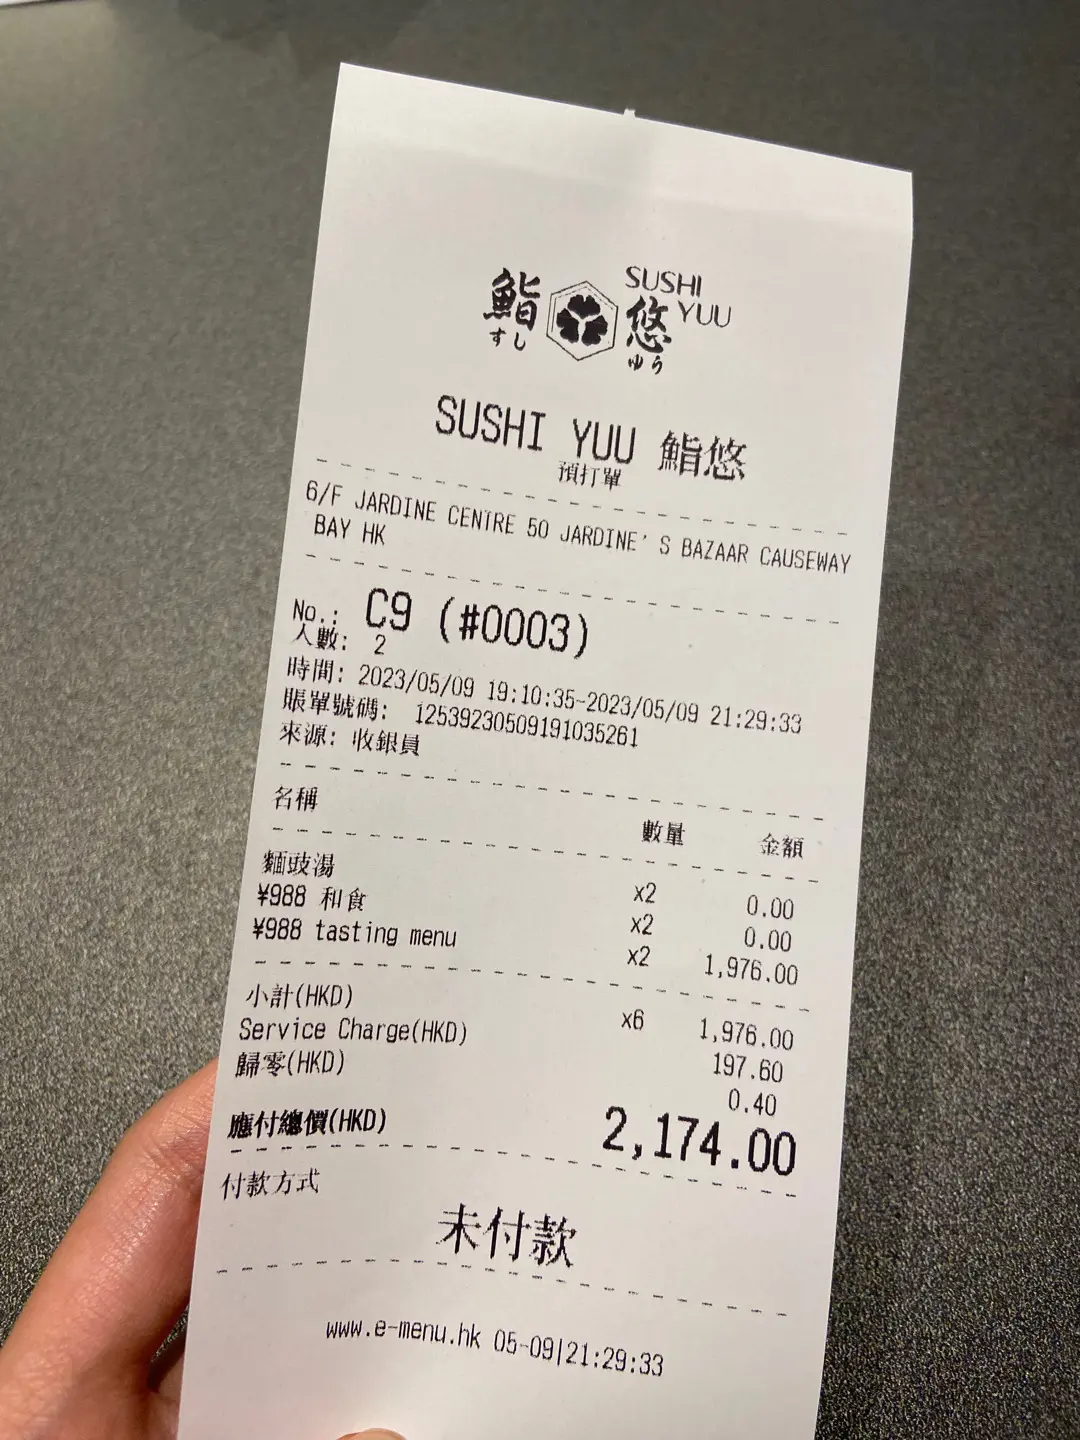 鮨 SUSHI YUU 悠
すし ゆう
SUSHI YUU 鮨悠
預打單
6/F JARDINE CENTRE 50 JARDINE'S BAZAAR CAUSEWAY
BAY HK
No.: C9 (#0003)
人數: 2
時間: 2023/05/09 19:10:35-2023/05/09 21:29:33
賬單號碼: 12539230509191035261
來源: 收銀員
名稱 數量 金額
麵豉湯 x2 0.00
¥988 和食 x2 0.00
¥988 tasting menu x2 1,976.00
小計(HKD) x6 1,976.00
Service Charge(HKD) 197.60
歸零(HKD) 0.40
應付總價(HKD) 2,174.00
付款方式
未付款
www.e-menu.hk 05-09|21:29:33